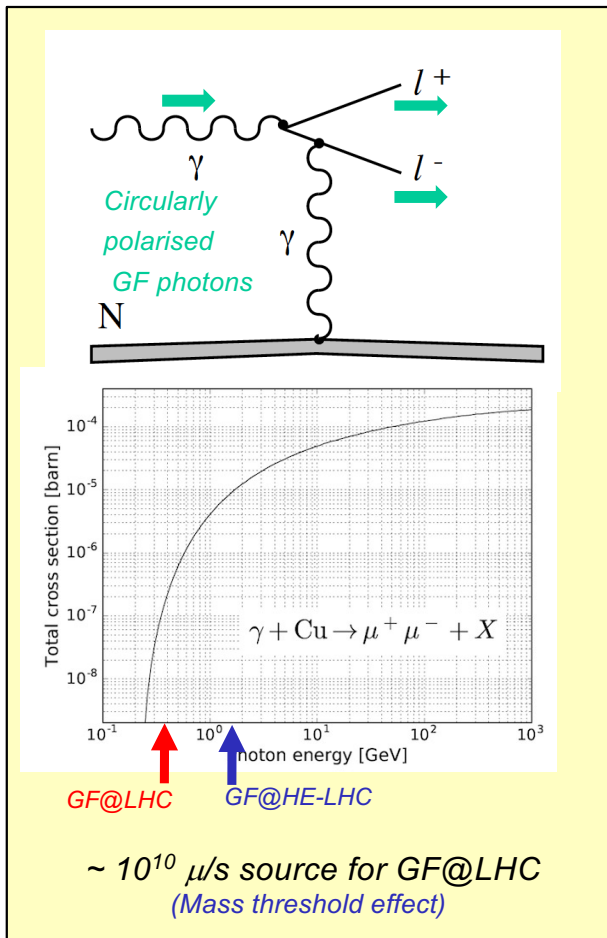 l⁺
γ
l⁻
Circularly
polarised
GF photons
γ
N
Total cross section [barn]
10⁻⁴
10⁻⁵
10⁻⁶
10⁻⁷
10⁻⁸
γ + Cu → μ⁺ μ⁻ + X
10⁻¹ 10⁰ 10¹ 10² 10³
hoton energy [GeV]
GF@LHC GF@HE-LHC
~ 10¹⁰ μ/s source for GF@LHC
(Mass threshold effect)